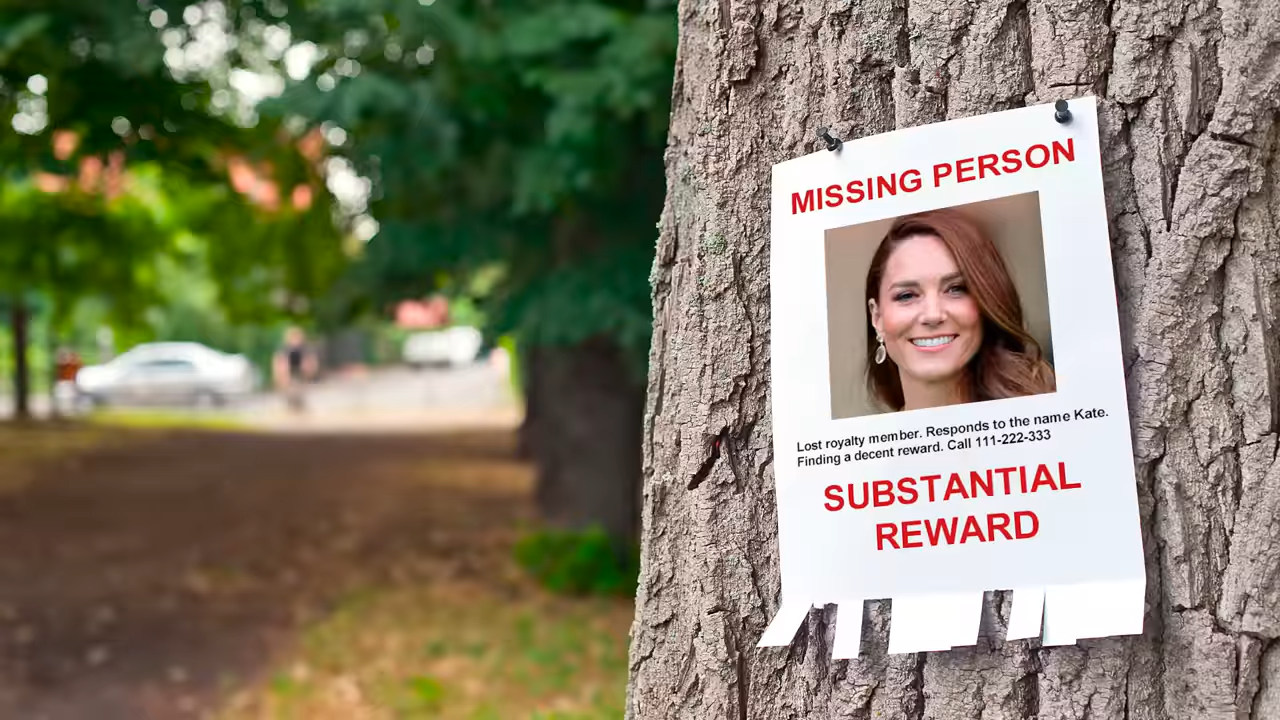 MISSING PERSON
Lost royalty member. Responds to the name Kate.
Finding a decent reward. Call 111-222-333
SUBSTANTIAL
REWARD